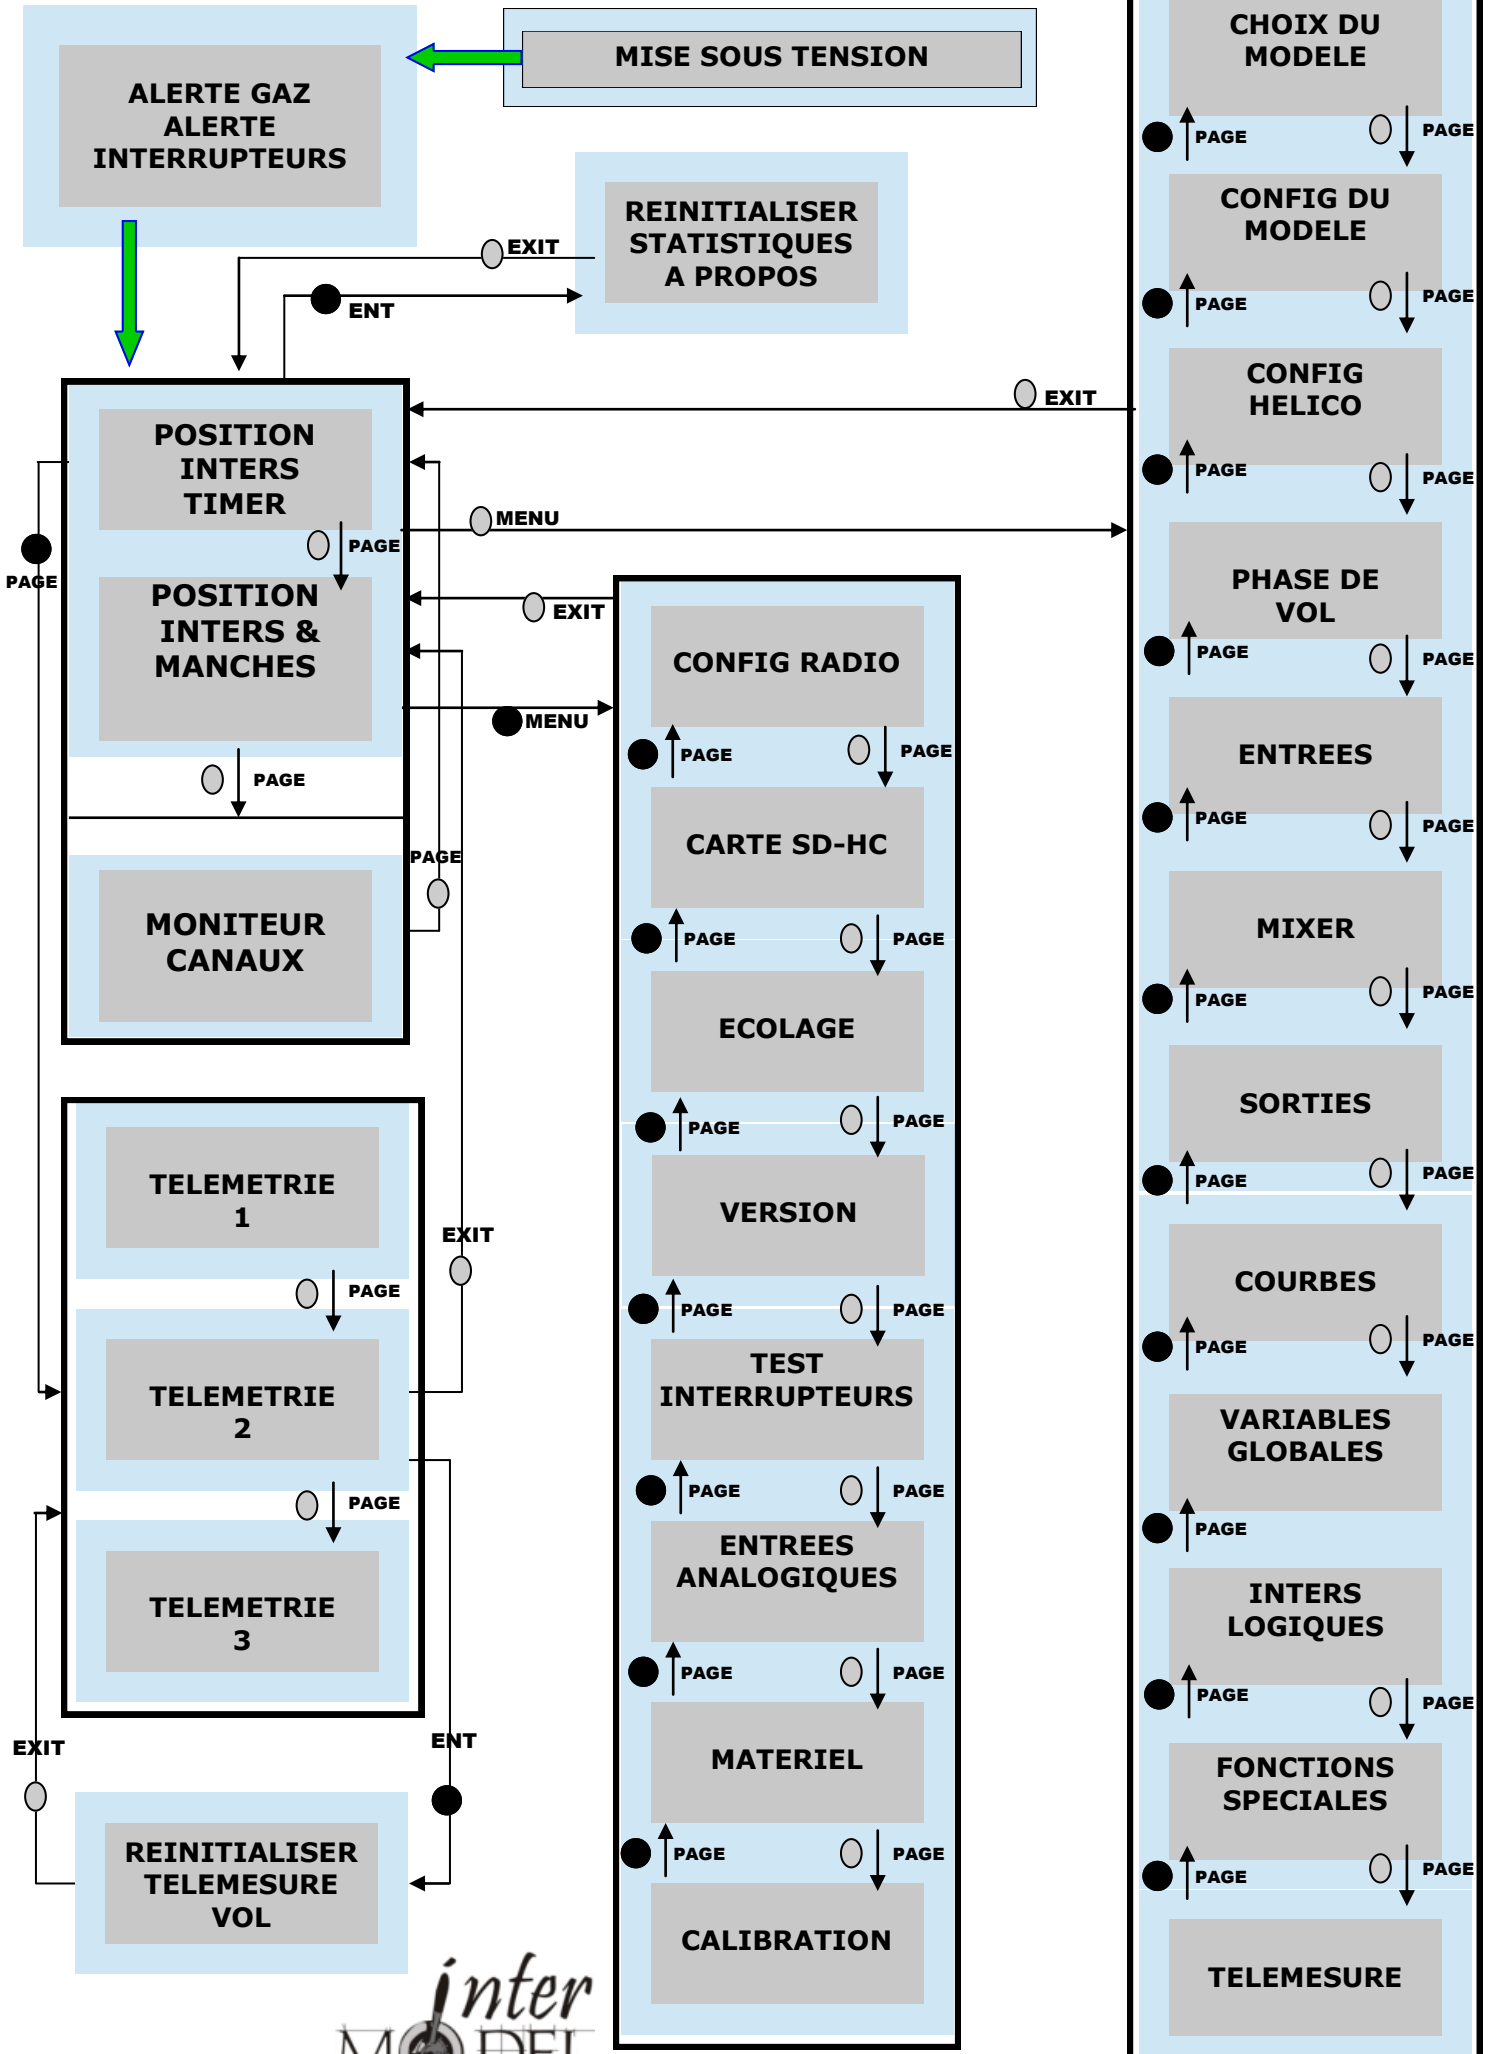 MISE SOUS TENSION
ALERTE GAZ
ALERTE
INTERRUPTEURS
REINITIALISER
STATISTIQUES
A PROPOS
EXIT
ENT
POSITION
INTERS
TIMER
PAGE
PAGE
POSITION
INTERS &
MANCHES
PAGE
MONITEUR
CANAUX
PAGE
EXIT
MENU
EXIT
MENU
TELEMETRIE
1
PAGE
TELEMETRIE
2
PAGE
TELEMETRIE
3
EXIT
EXIT
ENT
REINITIALISER
TELEMESURE
VOL
inter
MODEL
CONFIG RADIO
PAGE
PAGE
CARTE SD-HC
PAGE
PAGE
ECOLAGE
PAGE
PAGE
VERSION
PAGE
PAGE
TEST
INTERRUPTEURS
PAGE
PAGE
ENTREES
ANALOGIQUES
PAGE
PAGE
MATERIEL
PAGE
PAGE
CALIBRATION
CHOIX DU
MODELE
PAGE
PAGE
CONFIG DU
MODELE
PAGE
PAGE
CONFIG
HELICO
PAGE
PAGE
PHASE DE
VOL
PAGE
PAGE
ENTREES
PAGE
PAGE
MIXER
PAGE
PAGE
SORTIES
PAGE
PAGE
COURBES
PAGE
PAGE
VARIABLES
GLOBALES
PAGE
INTERS
LOGIQUES
PAGE
PAGE
FONCTIONS
SPECIALES
PAGE
PAGE
TELEMESURE